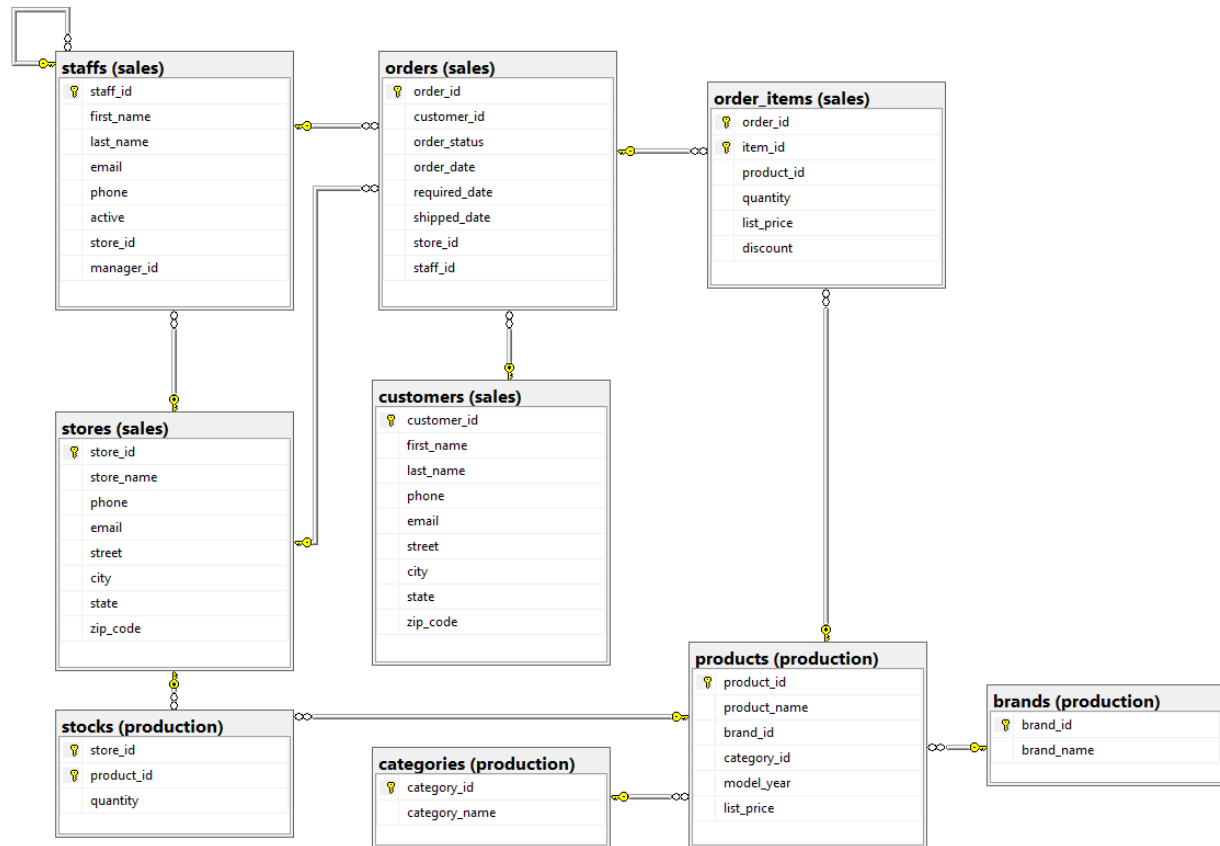 staffs (sales)
staff_id
first_name
last_name
email
phone
active
store_id
manager_id
orders (sales)
order_id
customer_id
order_status
order_date
required_date
shipped_date
store_id
staff_id
order_items (sales)
order_id
item_id
product_id
quantity
list_price
discount
stores (sales)
store_id
store_name
phone
email
street
city
state
zip_code
customers (sales)
customer_id
first_name
last_name
phone
email
street
city
state
zip_code
stocks (production)
store_id
product_id
quantity
categories (production)
category_id
category_name
products (production)
product_id
product_name
brand_id
category_id
model_year
list_price
brands (production)
brand_id
brand_name